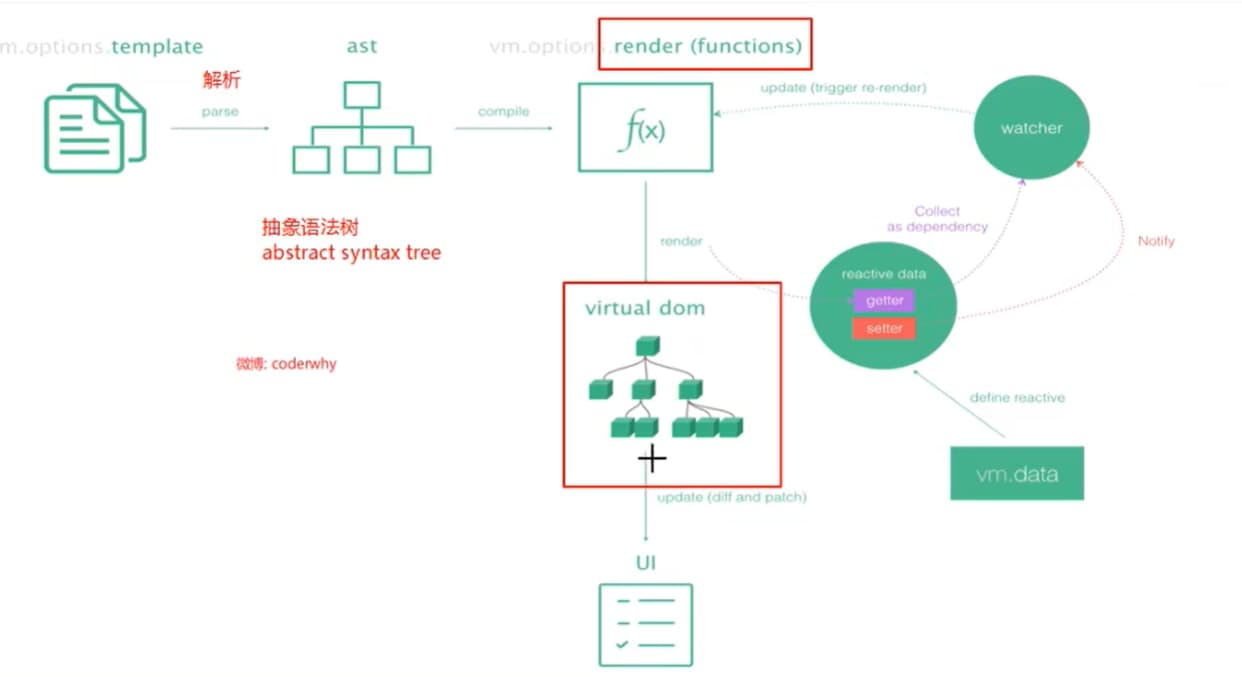 m.options.template
ast
vm.option
render (functions)
解析
parse
compile
f(x)
update (trigger re-render)
watcher
抽象语法树
abstract syntax tree
Collect
as dependency
render
Notify
reactive data
getter
setter
virtual dom
微博: coderwhy
define reactive
vm.data
update (diff and patch)
UI